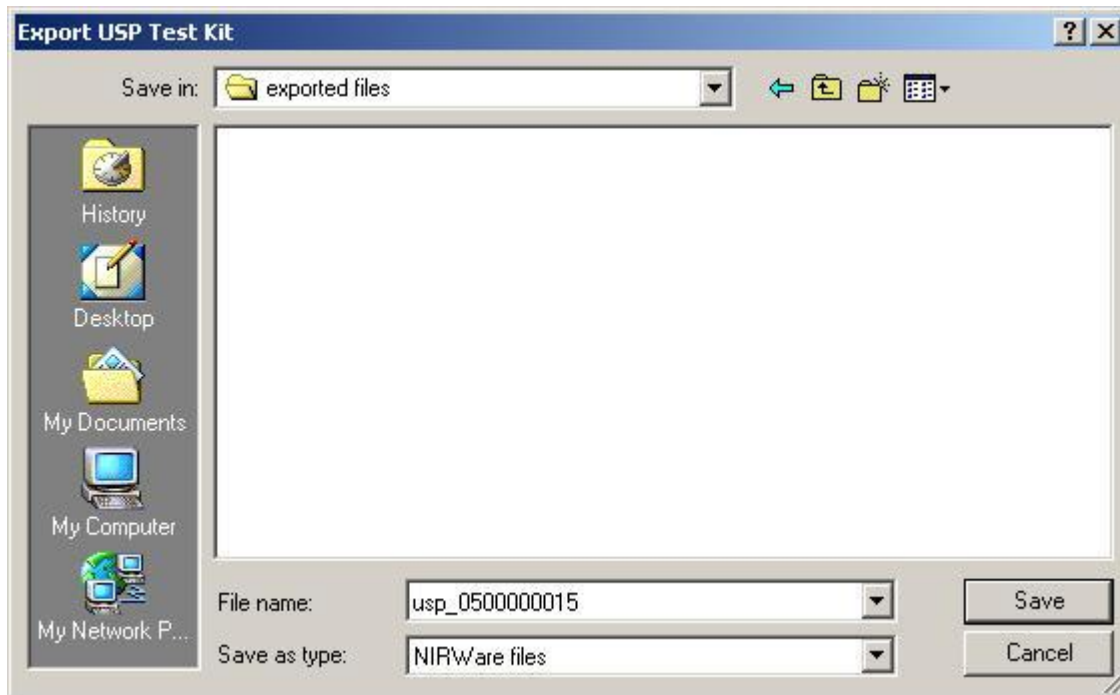 Export USP Test Kit
?
Save in:
exported files
History
Desktop
My Documents
My Computer
My Network P...
File name:
usp_0500000015
Save
Save as type:
NIRWare files
Cancel